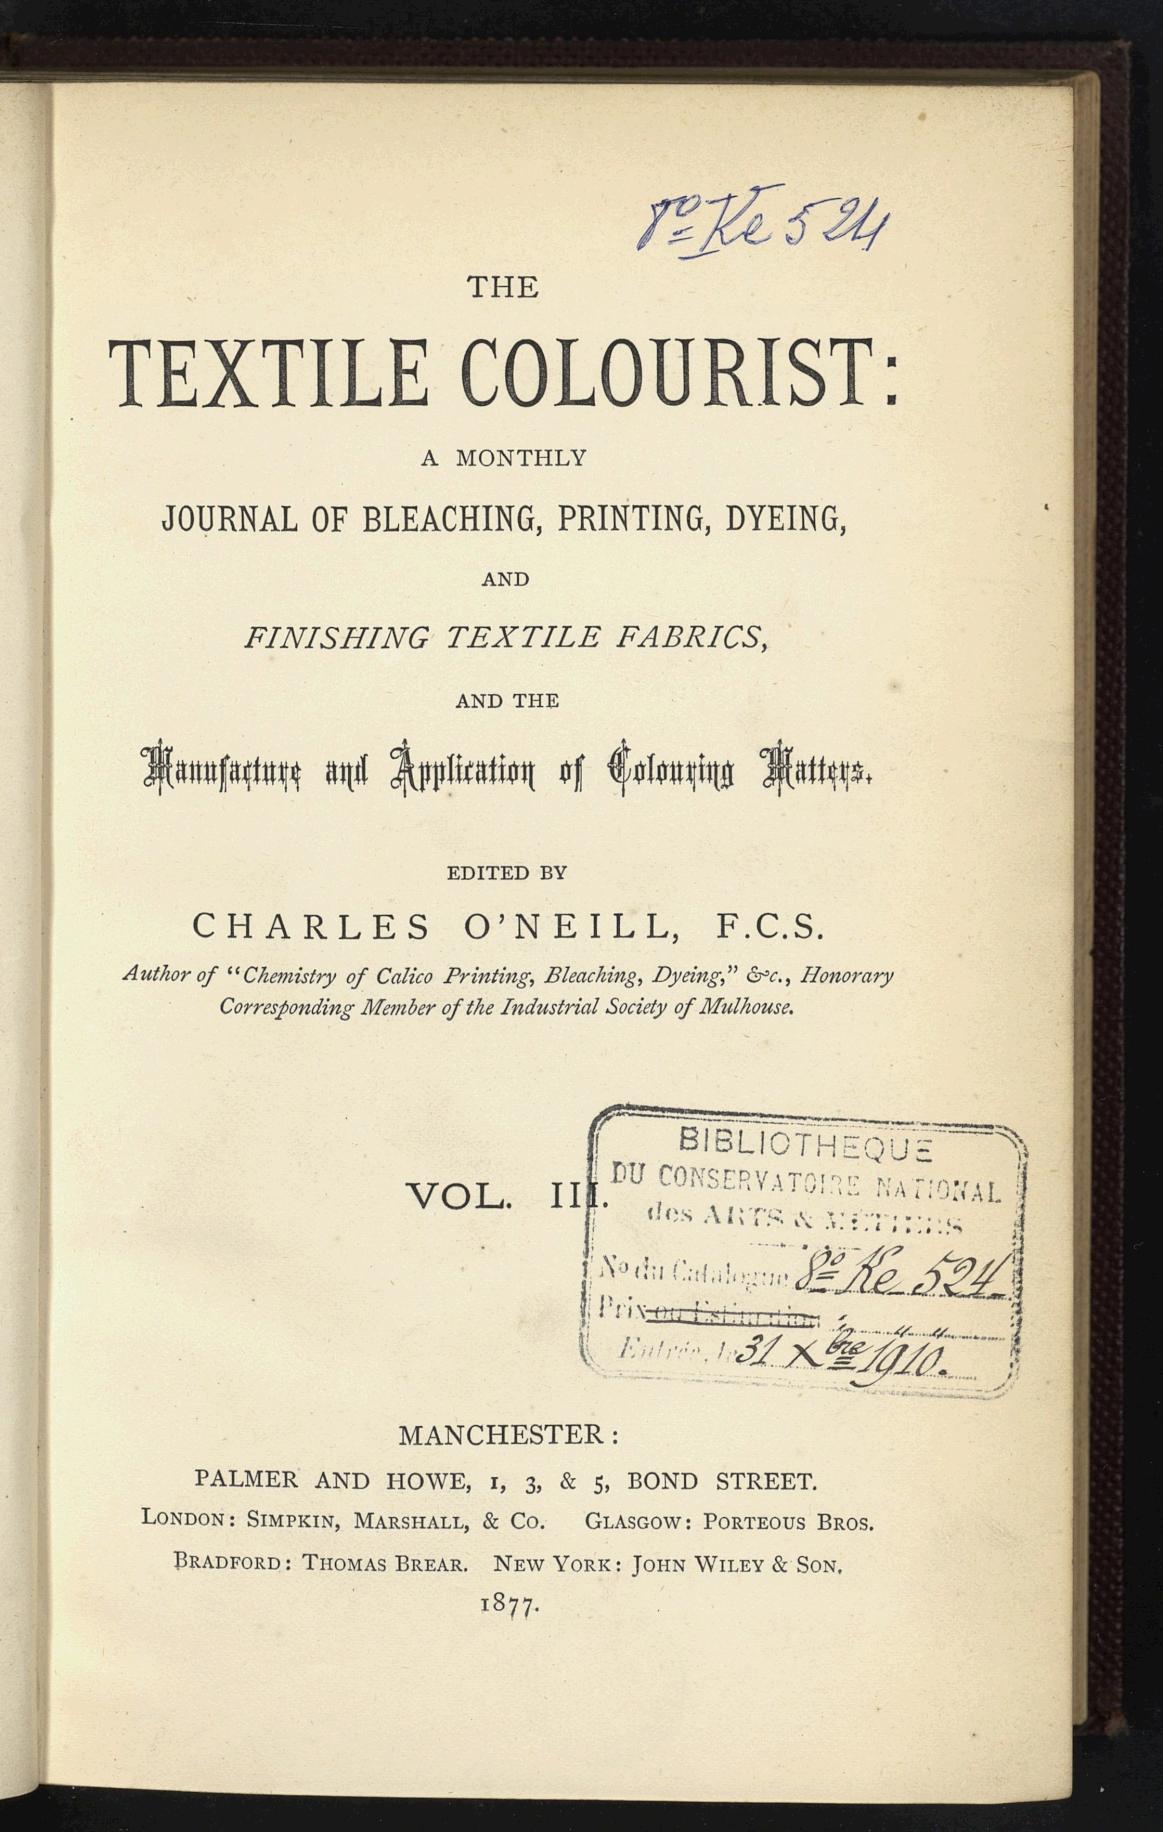 8º Ke 524
THE
TEXTILE COLOURIST:
A MONTHLY
JOURNAL OF BLEACHING, PRINTING, DYEING,
AND
FINISHING TEXTILE FABRICS,
AND THE
Manufacture and Application of Colouring Matters.
EDITED BY
CHARLES O'NEILL, F.C.S.
Author of "Chemistry of Calico Printing, Bleaching, Dyeing," &c., Honorary
Corresponding Member of the Industrial Society of Mulhouse.
VOL. III.
BIBLIOTHEQUE
DU CONSERVATOIRE NATIONAL
des ARTS & METIERS
No du Catalogue 8º Ke 524
Prix ou Estimation " "
Entrée, le 31 Xbre 1910.
MANCHESTER:
PALMER AND HOWE, 1, 3, & 5, BOND STREET.
LONDON: SIMPKIN, MARSHALL, & CO. GLASGOW: PORTEOUS BROS.
BRADFORD: THOMAS BREAR. NEW YORK: JOHN WILEY & SON.
1877.